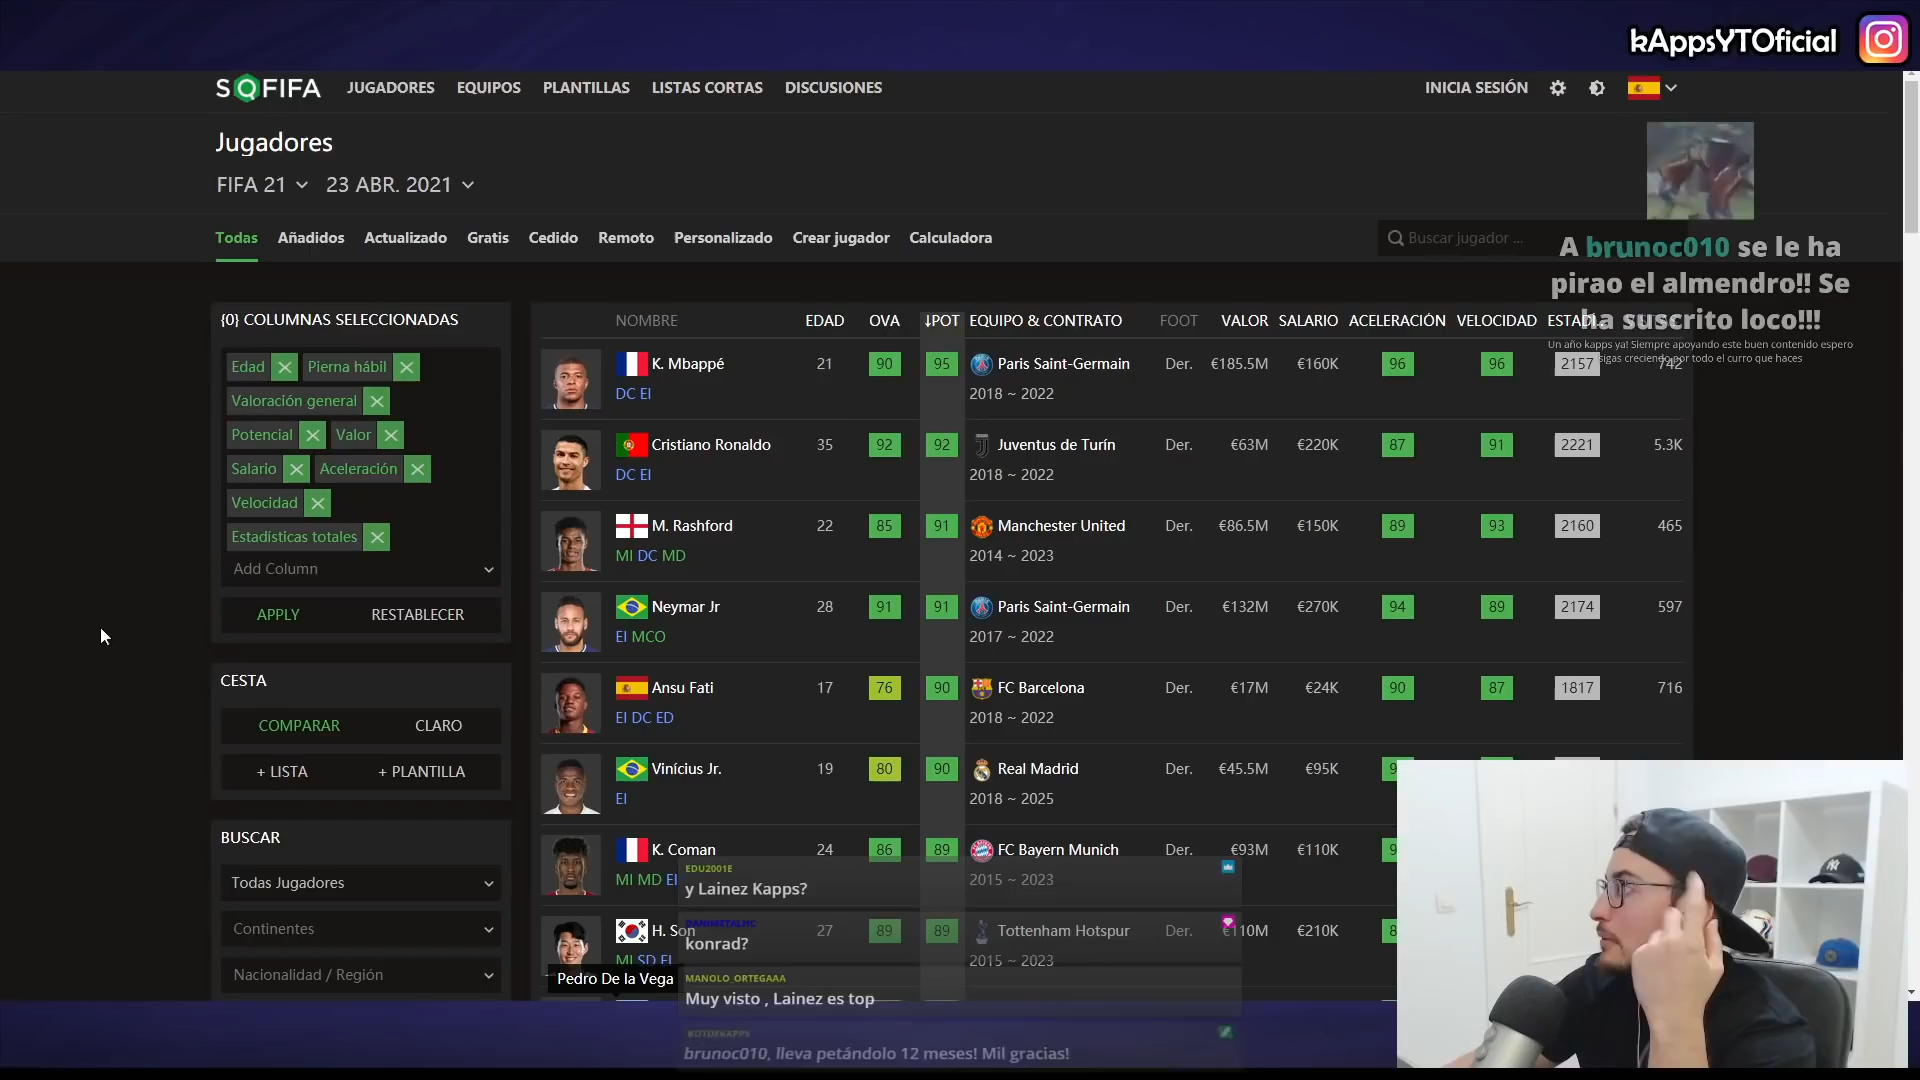 kAppsYTOficial
SOFIFA JUGADORES EQUIPOS PLANTILLAS LISTAS CORTAS DISCUSIONES INICIA SESIÓN
Jugadores
FIFA 21 23 ABR. 2021
Todas Añadidos Actualizado Gratis Cedido Remoto Personalizado Crear jugador Calculadora
Buscar jugador ...
A brunoc010 se le ha
pirao el almendro!! Se
ha suscrito loco!!!
Un año kapps ya! Siempre apoyando este buen contenido espero
sigas creciendo por todo el curro que haces
{0} COLUMNAS SELECCIONADAS
Edad Pierna hábil
Valoración general
Potencial Valor
Salario Aceleración
Velocidad
Estadísticas totales
Add Column
APPLY RESTABLECER
CESTA
COMPARAR CLARO
+ LISTA + PLANTILLA
BUSCAR
Todas Jugadores
Continentes
Nacionalidad / Región
NOMBRE EDAD OVA ↓POT EQUIPO & CONTRATO FOOT VALOR SALARIO ACELERACIÓN VELOCIDAD
K. Mbappé 21 90 95 Paris Saint-Germain Der. €185.5M €160K 96 96 2157 742
DC EI 2018 ~ 2022
Cristiano Ronaldo 35 92 92 Juventus de Turín Der. €63M €220K 87 91 2221 5.3K
DC EI 2018 ~ 2022
M. Rashford 22 85 91 Manchester United Der. €86.5M €150K 89 93 2160 465
MI DC MD 2014 ~ 2023
Neymar Jr 28 91 91 Paris Saint-Germain Der. €132M €270K 94 89 2174 597
EI MCO 2017 ~ 2022
Ansu Fati 17 76 90 FC Barcelona Der. €17M €24K 90 87 1817 716
EI DC ED 2018 ~ 2022
Vinícius Jr. 19 80 90 Real Madrid Der. €45.5M €95K
EI 2018 ~ 2025
K. Coman 24 86 89 FC Bayern Munich Der. €93M €110K
MI MD EI 2015 ~ 2023
H. Son 27 89 89 Tottenham Hotspur Der. €110M €210K
MI SD EI 2015 ~ 2023
Pedro De la Vega
EDU2001E
y Lainez Kapps?
DANIMETALMC
konrad?
MANOLO_ORTEGAAA
Muy visto , Lainez es top
BOTDEKAPPS
brunoc010, lleva petándolo 12 meses! Mil gracias!